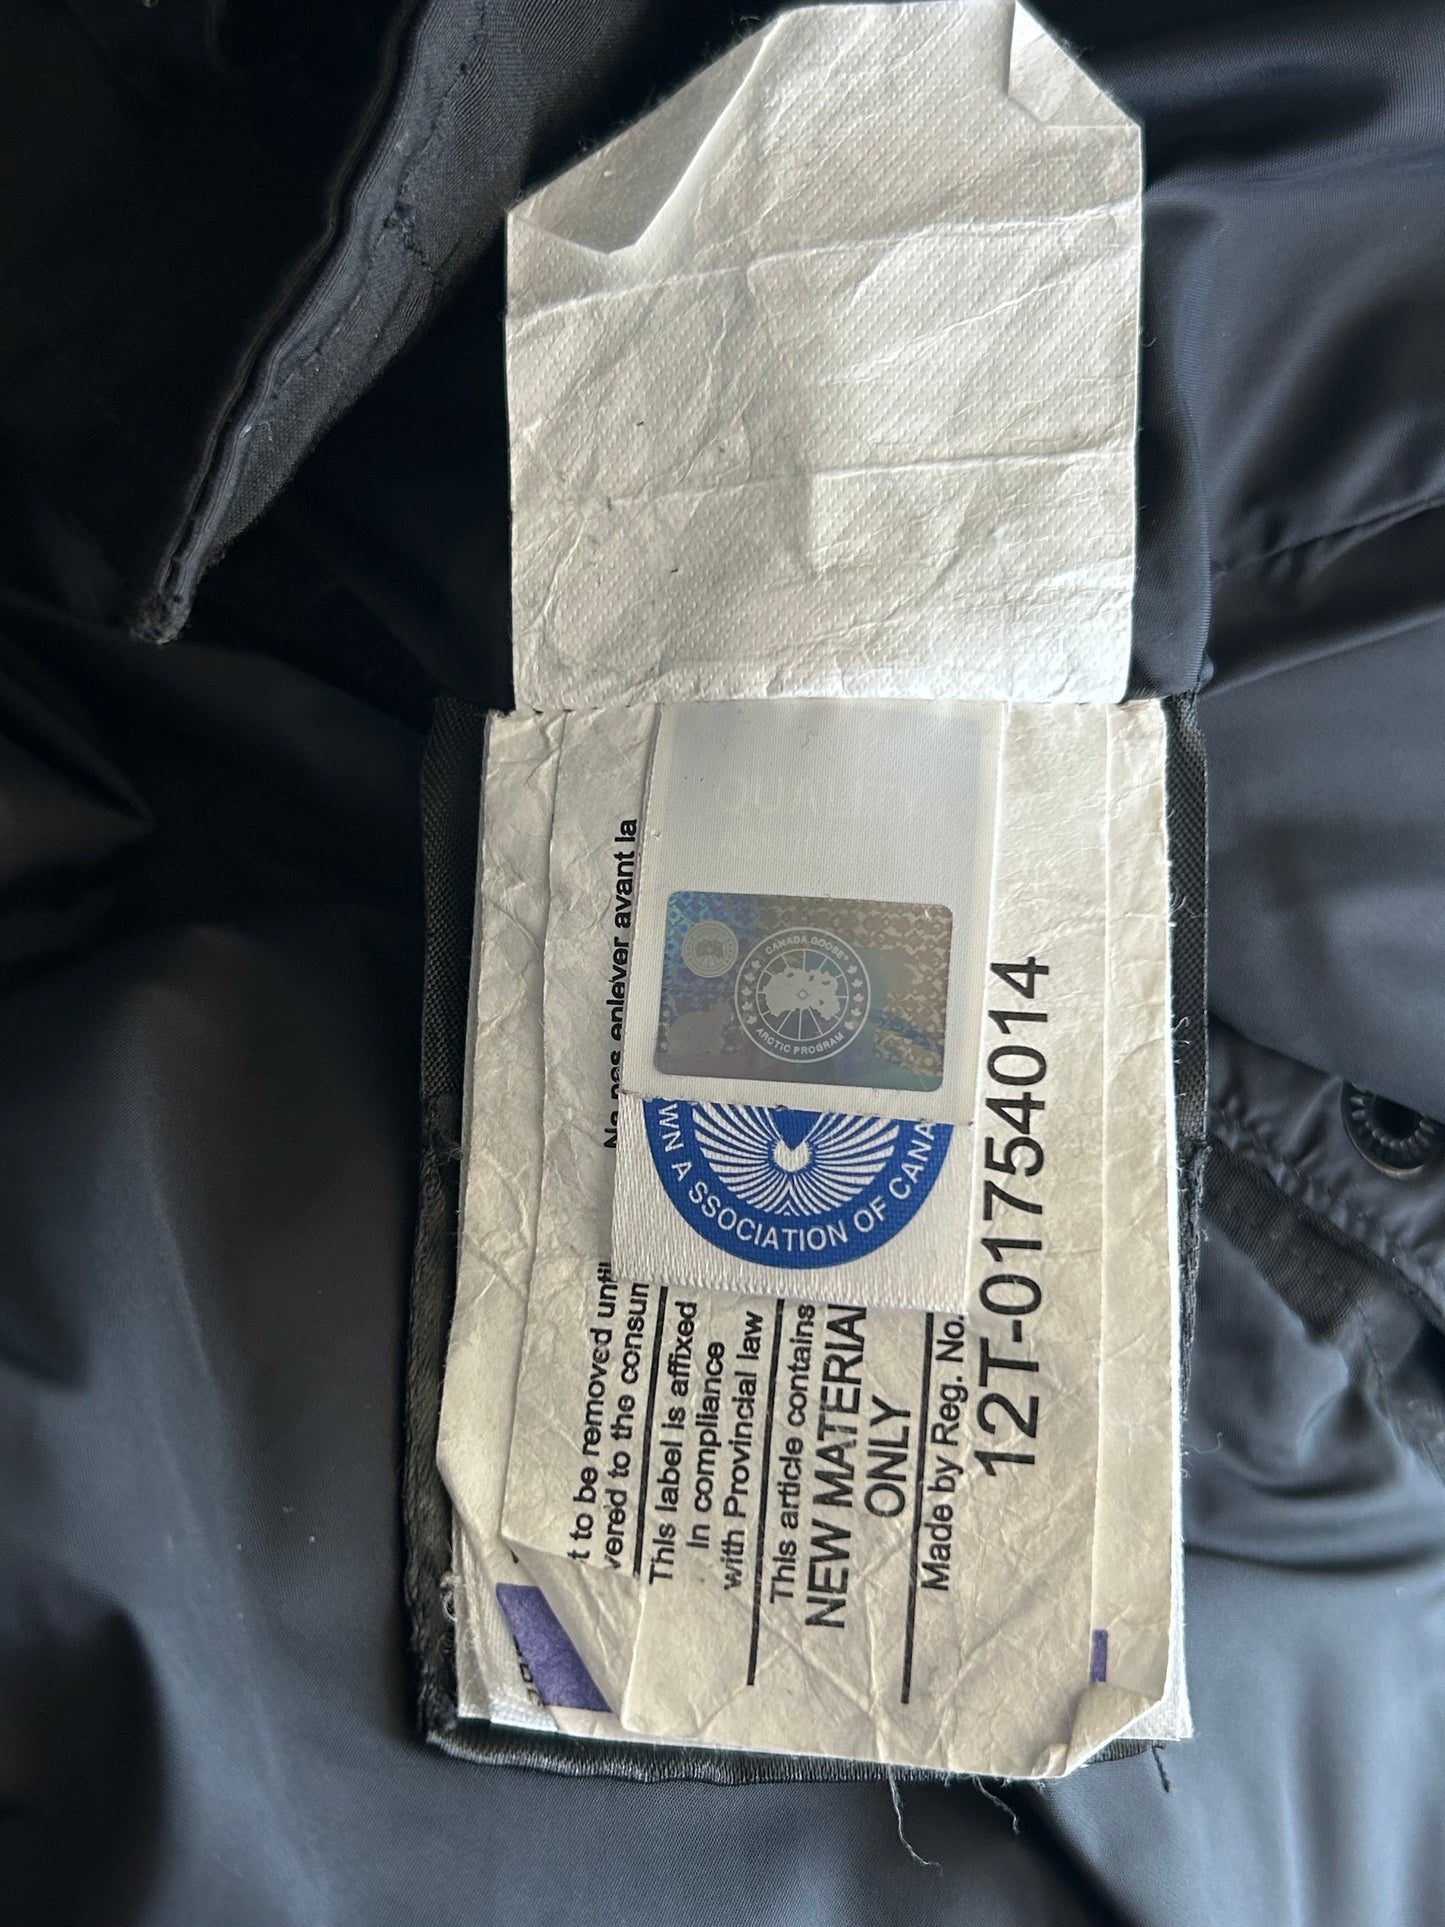 Ne pas enlever avant la
t to be removed until
vered to the consum
This label is affixed
in compliance
with Provincial law
This article contains
NEW MATERIAL
ONLY
Made by Reg. No.
12T-01754014
CANADA GOOSE®
ARCTIC PROGRAM
WN ASSOCIATION OF CANA